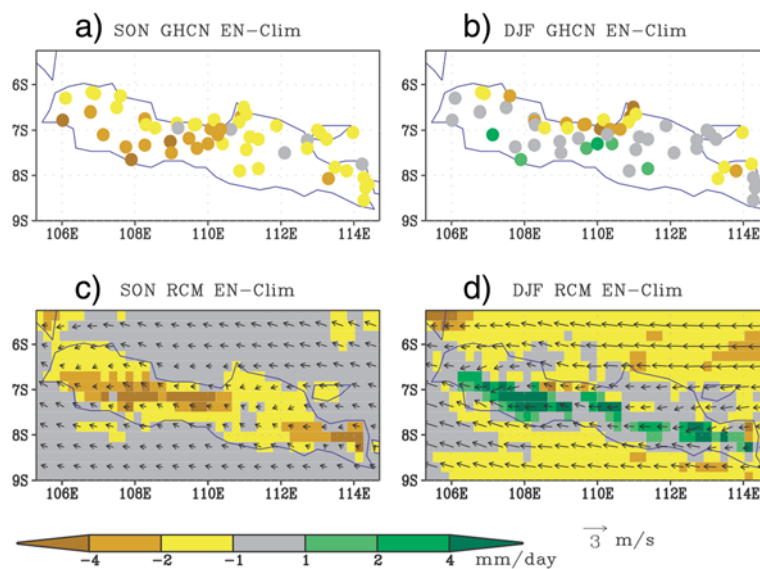 a) SON GHCN EN-Clim
b) DJF GHCN EN-Clim
6S
7S
8S
9S
106E 108E 110E 112E 114E
6S
7S
8S
9S
106E 108E 110E 112E 114E
c) SON RCM EN-Clim
d) DJF RCM EN-Clim
6S
7S
8S
9S
106E 108E 110E 112E 114E
6S
7S
8S
9S
106E 108E 110E 112E 114E
-4 -2 -1 1 2 4 mm/day
3 m/s